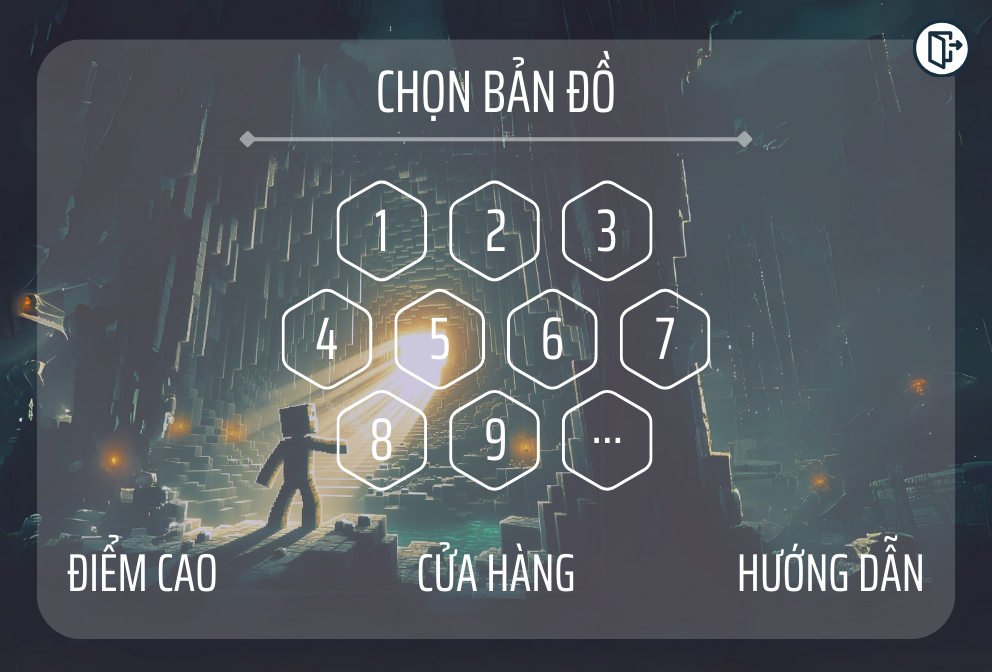 CHỌN BẢN ĐỒ
1 2 3
4 5 6 7
8 9 ...
ĐIỂM CAO CỬA HÀNG HƯỚNG DẪN